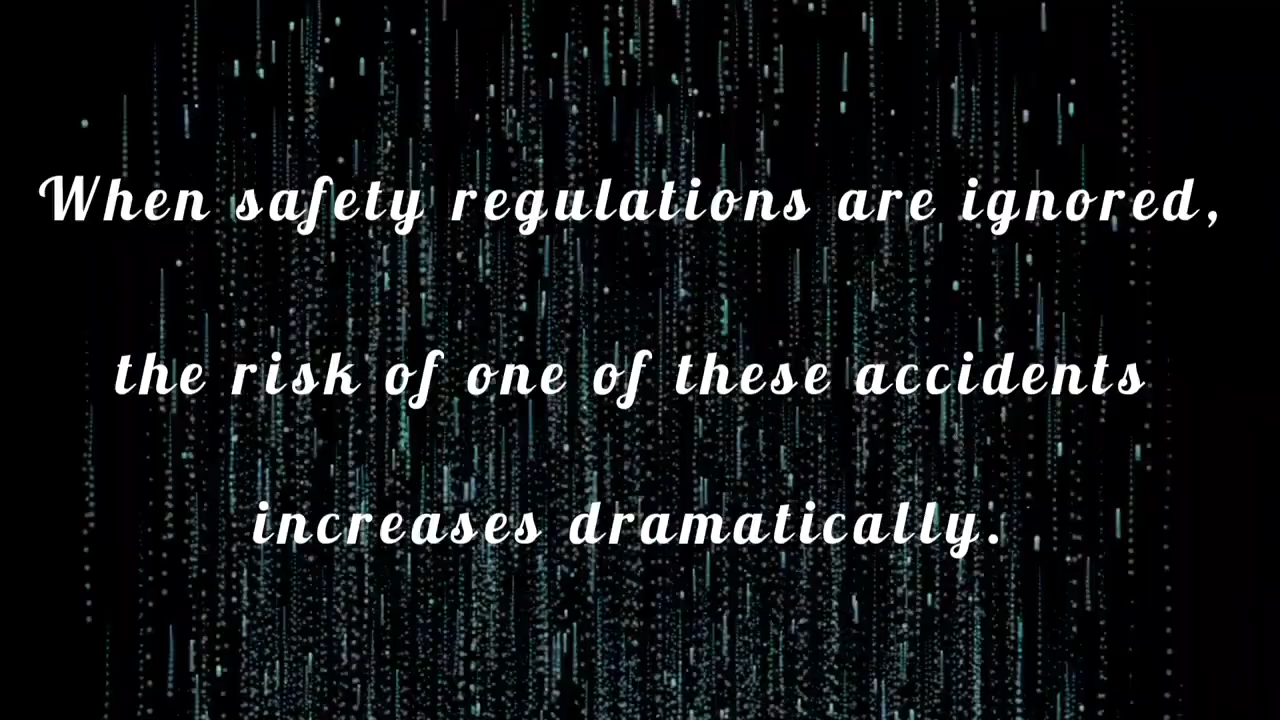 When safety regulations are ignored,
the risk of one of these accidents
increases dramatically.